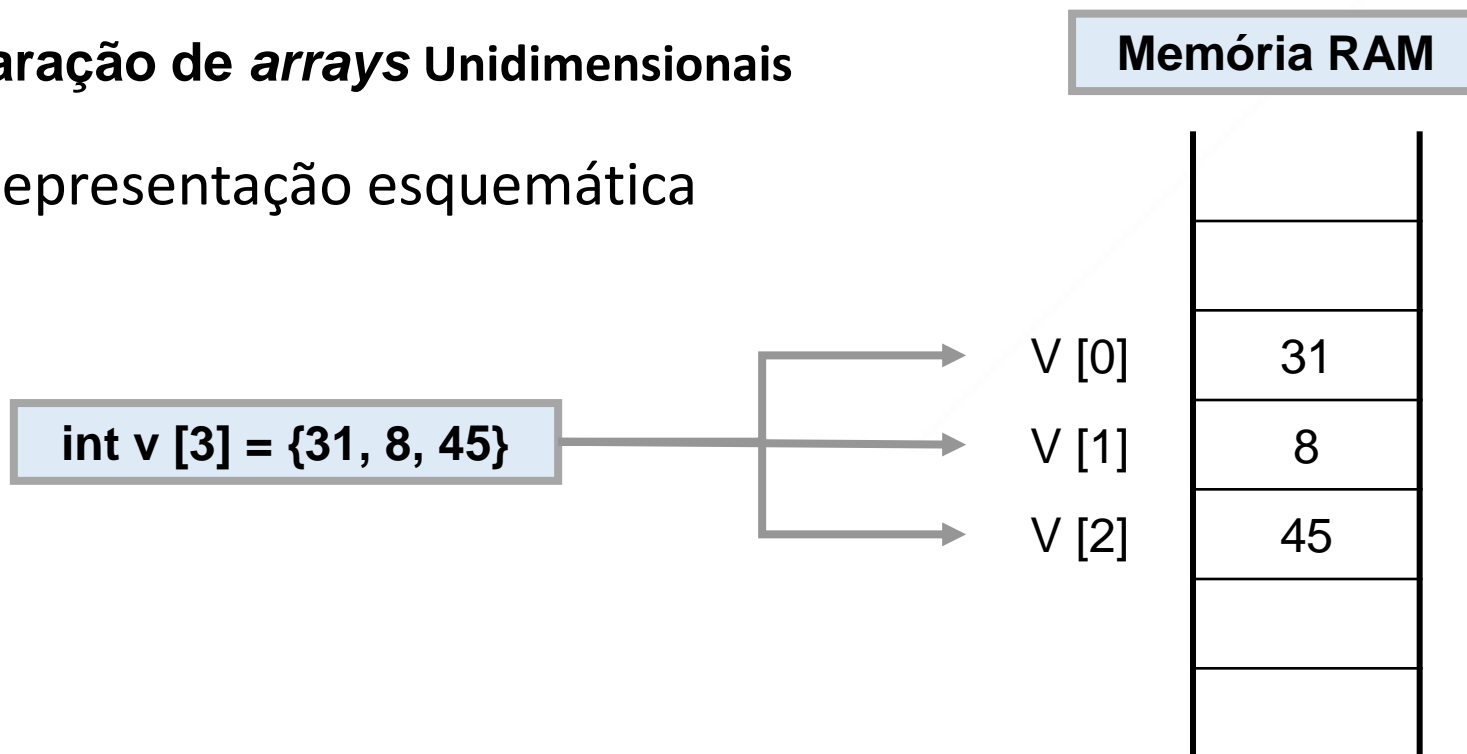 aração de arrays Unidimensionais
Memória RAM
epresentação esquemática
V [0] 31
int v [3] = {31, 8, 45}
V [1] 8
V [2] 45